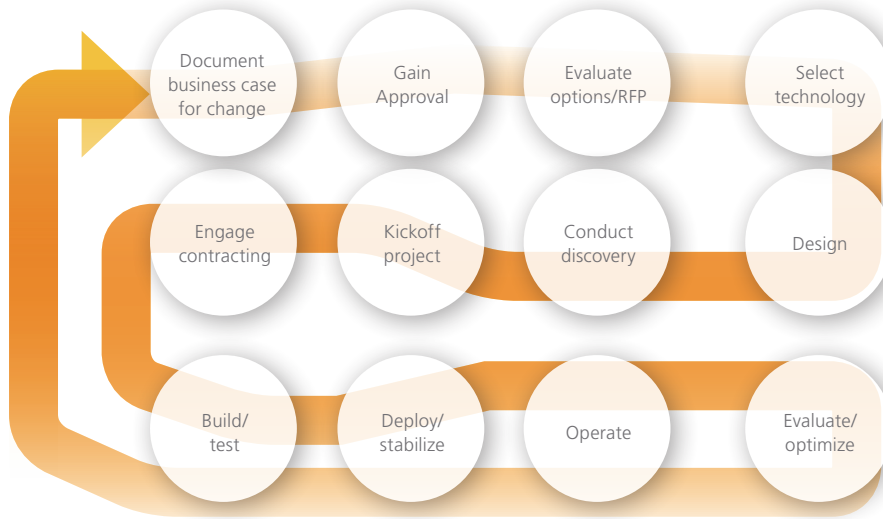 Document
business case
for change
Gain
Approval
Evaluate
options/RFP
Select
technology
Engage
contracting
Kickoff
project
Conduct
discovery
Design
Build/
test
Deploy/
stabilize
Operate
Evaluate/
optimize